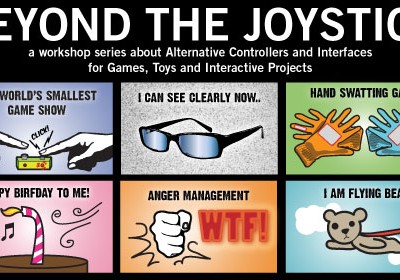 EYOND THE JOYSTIC
a workshop series about Alternative Controllers and Interfaces
for Games, Toys and Interactive Projects
WORLD'S SMALLEST
GAME SHOW
CLICK!
I CAN SEE CLEARLY NOW..
HAND SWATTING GA
PY BIRFDAY TO ME!
ANGER MANAGEMENT
WTF!
I AM FLYING BEA